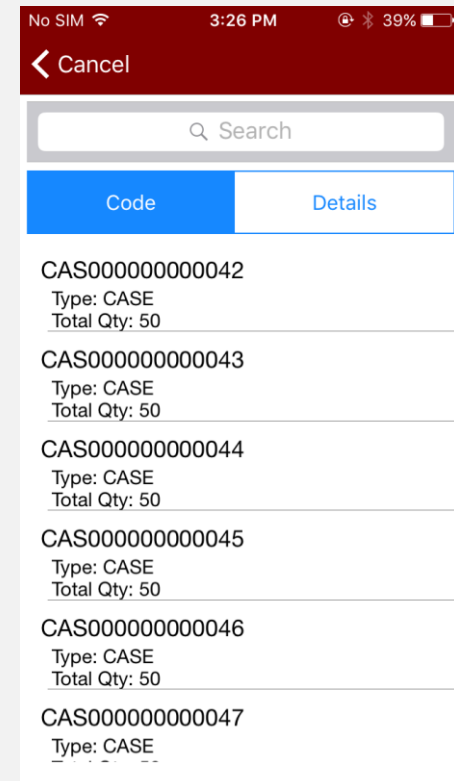 No SIM 3:26 PM 39%
Cancel
Search
Code Details
CAS000000000042
Type: CASE
Total Qty: 50
CAS000000000043
Type: CASE
Total Qty: 50
CAS000000000044
Type: CASE
Total Qty: 50
CAS000000000045
Type: CASE
Total Qty: 50
CAS000000000046
Type: CASE
Total Qty: 50
CAS000000000047
Type: CASE